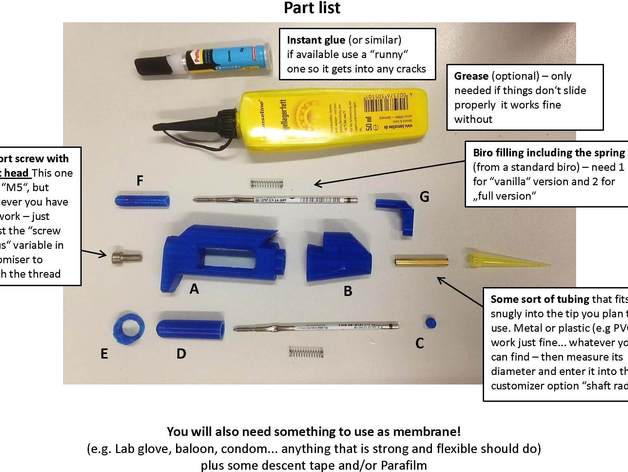 Part list
Instant glue (or similar)
if available use a “runny”
one so it gets into any cracks
Grease (optional) – only
needed if things don’t slide
properly it works fine
without
50 ml
Biro filling including the spring
(from a standard biro) – need 1
for “vanilla” version and 2 for
„full version“
ort screw with
t head This one
“M5“, but
ever you have
work – just
st the “screw
us“ variable in
omiser to
h the thread
F
G
A
B
E
D
C
Some sort of tubing that fits
snugly into the tip you plan t
use. Metal or plastic (e.g PVC
work just fine... whatever yo
can find – then measure its
diameter and enter it into th
customizer option “shaft rad
You will also need something to use as membrane!
(e.g. Lab glove, baloon, condom... anything that is strong and flexible should do)
plus some descent tape and/or Parafilm